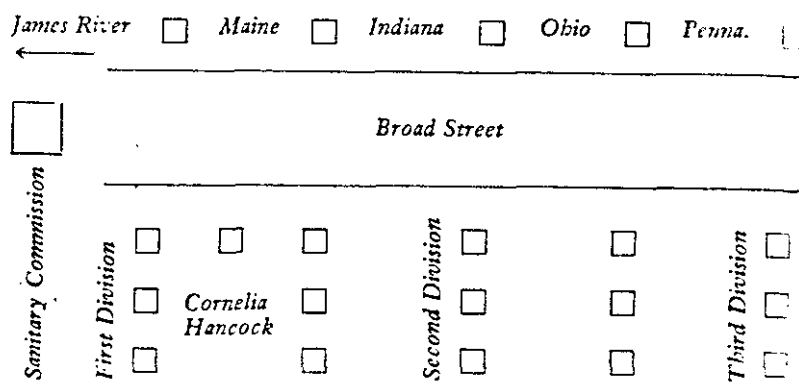 James River Maine Indiana Ohio Penna.
Broad Street
Sanitary Commission
First Division
Cornelia
Hancock
Second Division
Third Division